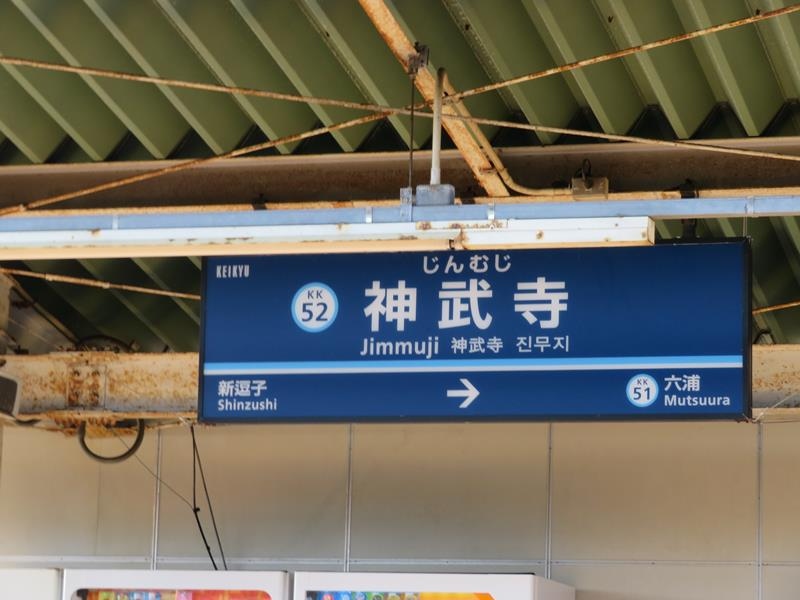 KEIKYU
じんむじ
KK
52
神武寺
Jimmuji 神武寺 진무지
新逗子
Shinzushi
→
KK
51
六浦
Mutsuura